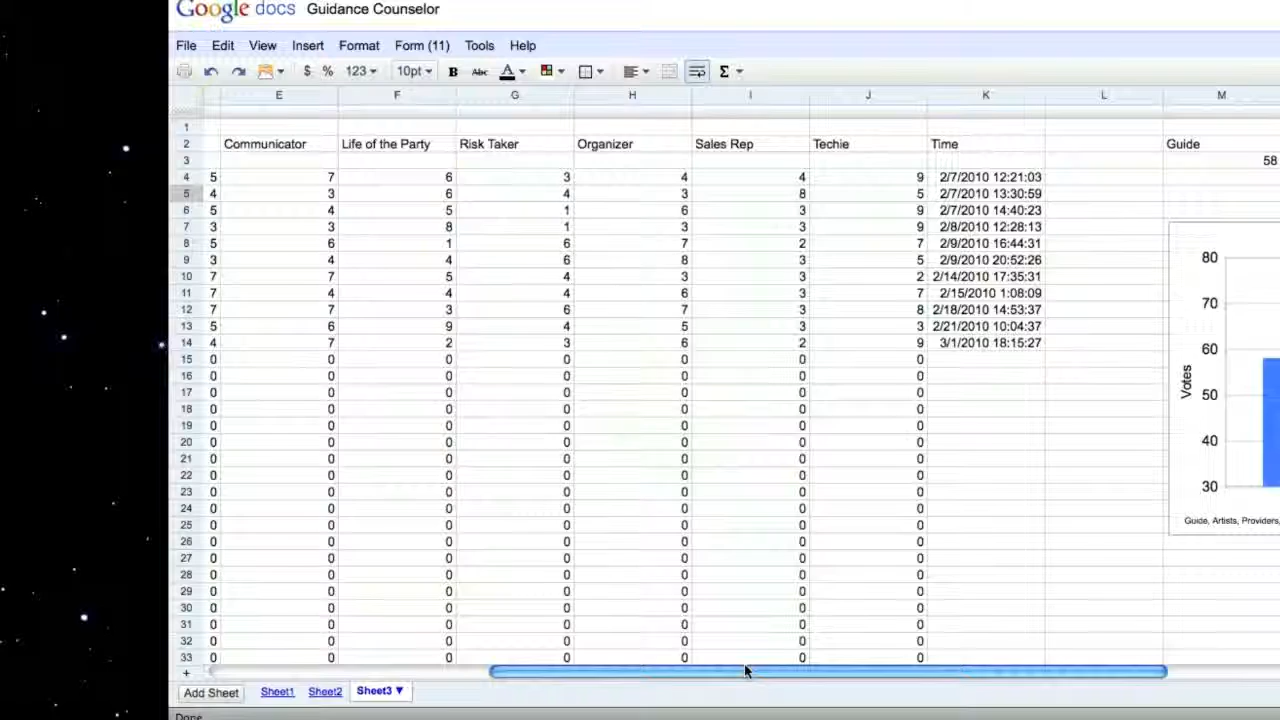 Google docs Guidance Counselor
File Edit View Insert Format Form (11) Tools Help
$ % 123 10pt B Abc A Σ
E F G H I J K L M
1
2 Communicator Life of the Party Risk Taker Organizer Sales Rep Techie Time Guide
3 58
4 5 7 6 3 4 4 9 2/7/2010 12:21:03
5 4 3 6 4 3 8 5 2/7/2010 13:30:59
6 5 4 5 1 6 3 9 2/7/2010 14:40:23
7 3 3 8 1 3 3 9 2/8/2010 12:28:13
8 5 6 1 6 7 2 7 2/9/2010 16:44:31
9 3 4 4 6 8 3 5 2/9/2010 20:52:26
10 7 7 5 4 3 3 2 2/14/2010 17:35:31
11 7 4 4 4 6 3 7 2/15/2010 1:08:09
12 7 7 3 6 7 3 8 2/18/2010 14:53:37
13 5 6 9 4 5 3 3 2/21/2010 10:04:37
14 4 7 2 3 6 2 9 3/1/2010 18:15:27
15 0 0 0 0 0 0 0
16 0 0 0 0 0 0 0
17 0 0 0 0 0 0 0
18 0 0 0 0 0 0 0
19 0 0 0 0 0 0 0
20 0 0 0 0 0 0 0
21 0 0 0 0 0 0 0
22 0 0 0 0 0 0 0
23 0 0 0 0 0 0 0
24 0 0 0 0 0 0 0
25 0 0 0 0 0 0 0
26 0 0 0 0 0 0 0
27 0 0 0 0 0 0 0
28 0 0 0 0 0 0 0
29 0 0 0 0 0 0 0
30 0 0 0 0 0 0 0
31 0 0 0 0 0 0 0
32 0 0 0 0 0 0 0
33 0 0 0 0 0 0 0
80
70
60
50
40
30
Votes
Guide, Artists, Providers,
+
Add Sheet Sheet1 Sheet2 Sheet3
Done